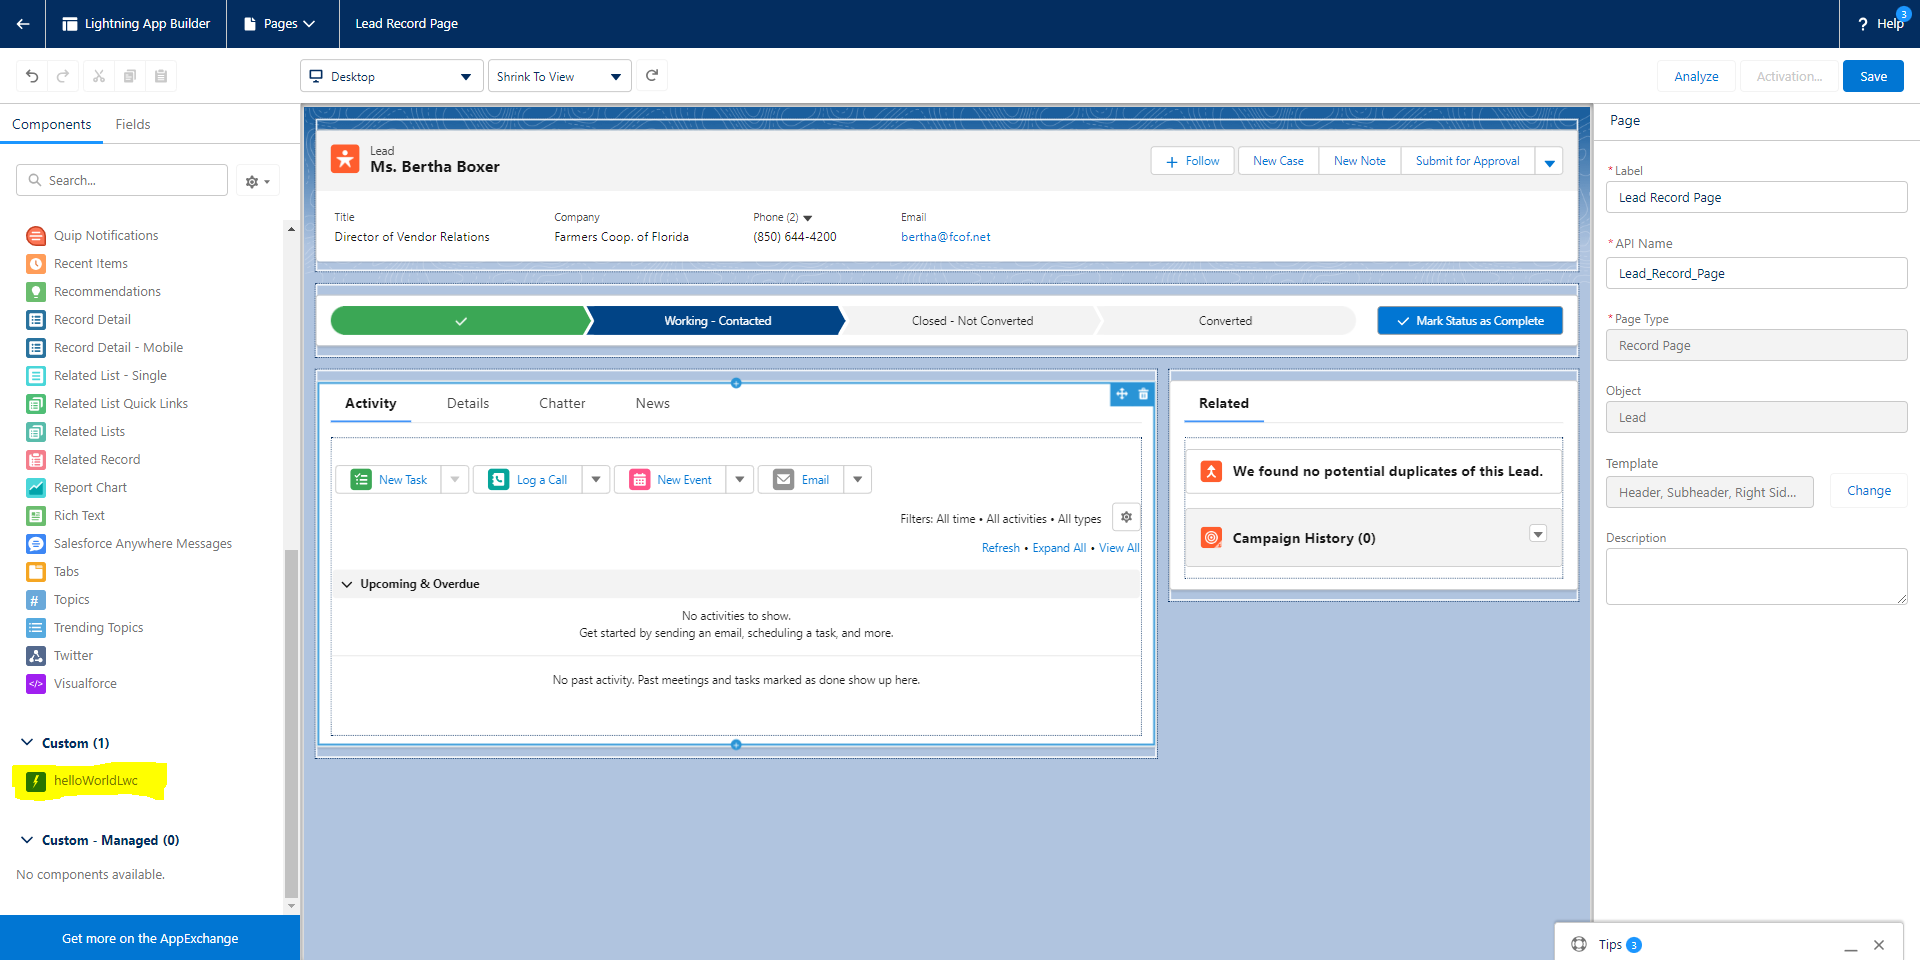 Lightning App Builder
Pages
Lead Record Page
? Help
3
Desktop
Shrink To View
Analyze
Activation...
Save
Components
Fields
Search...
Quip Notifications
Recent Items
Recommendations
Record Detail
Record Detail - Mobile
Related List - Single
Related List Quick Links
Related Lists
Related Record
Report Chart
Rich Text
Salesforce Anywhere Messages
Tabs
# Topics
Trending Topics
Twitter
</> Visualforce
Custom (1)
helloWorldLwc
Custom - Managed (0)
No components available.
Get more on the AppExchange
Lead
Ms. Bertha Boxer
+ Follow
New Case
New Note
Submit for Approval
Title
Director of Vendor Relations
Company
Farmers Coop. of Florida
Phone (2)
(850) 644-4200
Email
bertha@fcof.net
Working - Contacted
Closed - Not Converted
Converted
Mark Status as Complete
Activity
Details
Chatter
News
New Task
Log a Call
New Event
Email
Filters: All time • All activities • All types
Refresh • Expand All • View All
Upcoming & Overdue
No activities to show.
Get started by sending an email, scheduling a task, and more.
No past activity. Past meetings and tasks marked as done show up here.
Related
We found no potential duplicates of this Lead.
Campaign History (0)
Page
* Label
Lead Record Page
* API Name
Lead_Record_Page
* Page Type
Record Page
Object
Lead
Template
Header, Subheader, Right Sid...
Change
Description
Tips 3